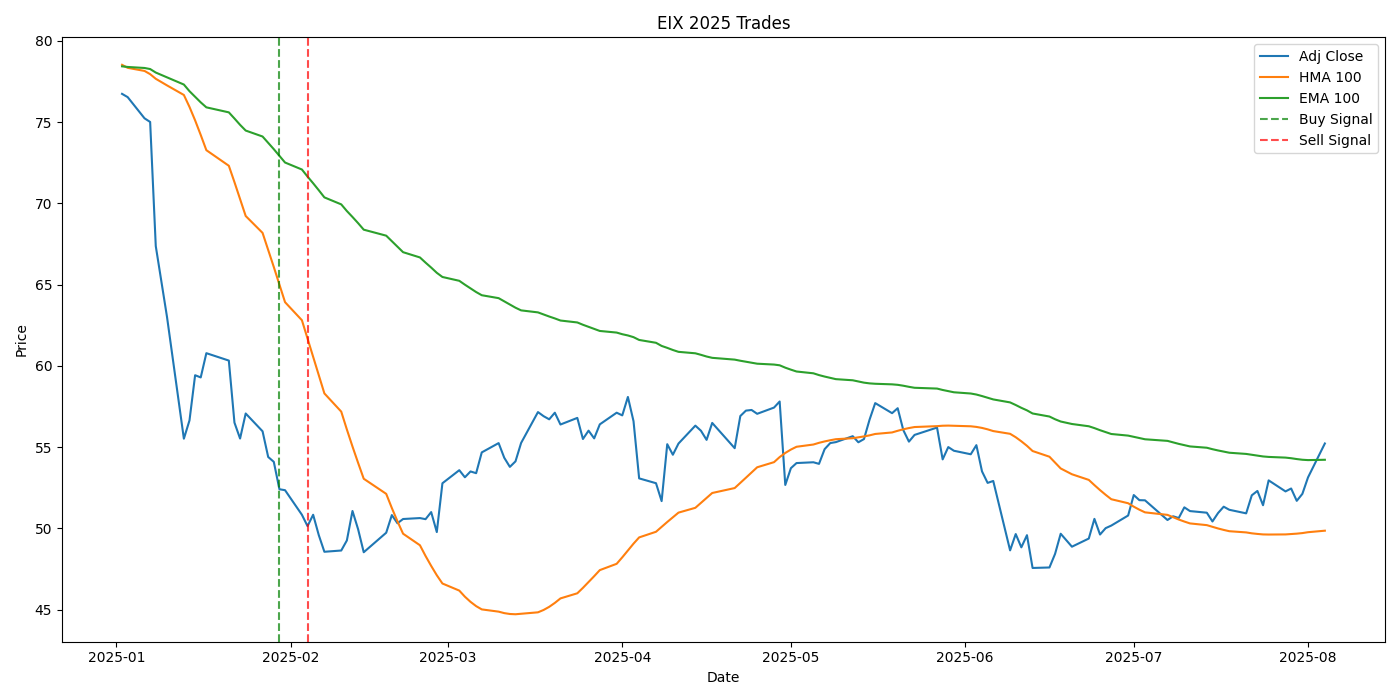 EIX 2025 Trades
Price
80
75
70
65
60
55
50
45
Adj Close
HMA 100
EMA 100
Buy Signal
Sell Signal
2025-01 2025-02 2025-03 2025-04 2025-05 2025-06 2025-07 2025-08
Date